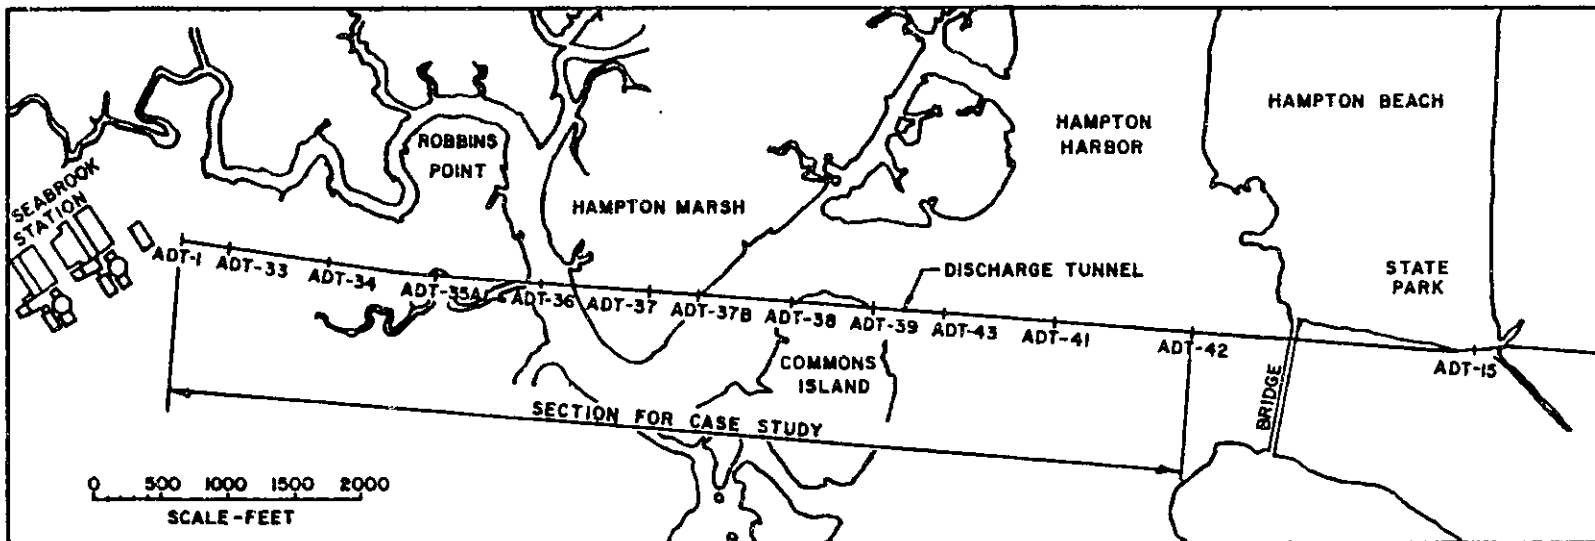 HAMPTON BEACH
HAMPTON
HARBOR
ROBBINS
POINT
SEABROOK
STATION
HAMPTON MARSH
ADT-1
ADT-33
ADT-34
ADT-35A
ADT-36
ADT-37
ADT-37B
ADT-38
ADT-39
ADT-43
ADT-41
ADT-42
ADT-15
DISCHARGE TUNNEL
STATE
PARK
COMMONS
ISLAND
BRIDGE
SECTION FOR CASE STUDY
0 500 1000 1500 2000
SCALE-FEET